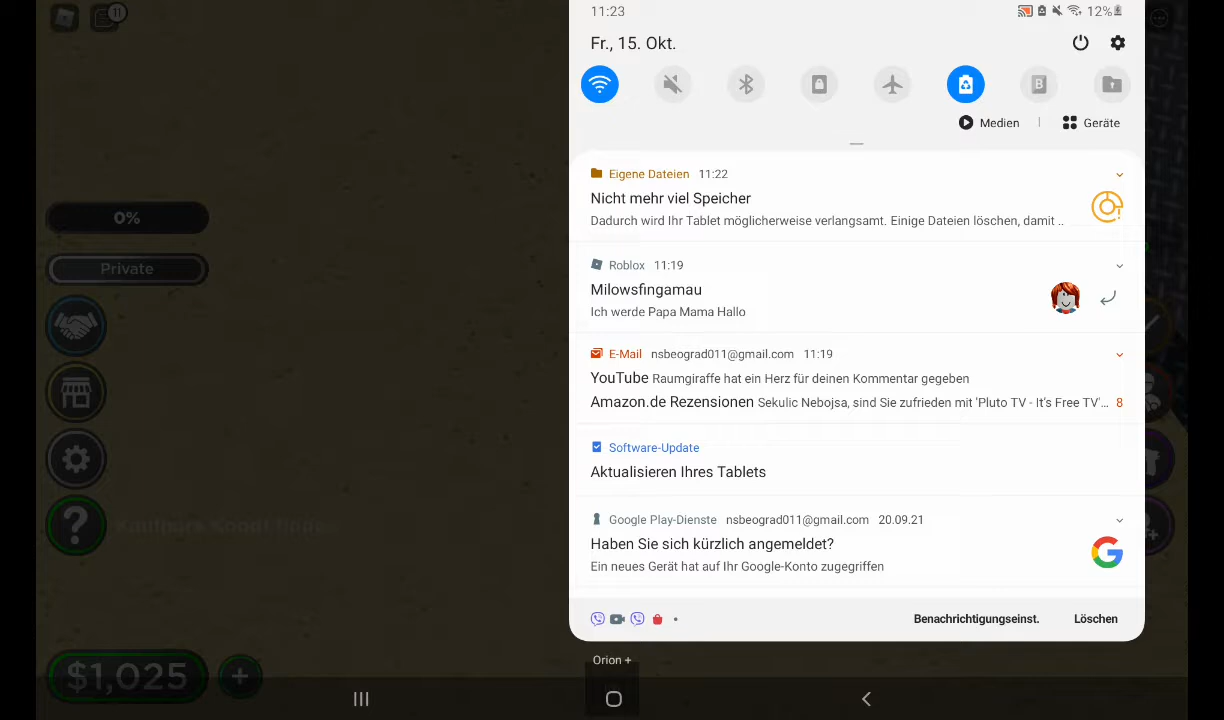 11
11:23
12%
Fr., 15. Okt.
Medien | Geräte
Eigene Dateien 11:22
Nicht mehr viel Speicher
Dadurch wird Ihr Tablet möglicherweise verlangsamt. Einige Dateien löschen, damit ..
0%
Private
Roblox 11:19
Milowsfingamau
Ich werde Papa Mama Hallo
E-Mail nsbeograd011@gmail.com 11:19
YouTube Raumgiraffe hat ein Herz für deinen Kommentar gegeben
Amazon.de Rezensionen Sekulic Nebojsa, sind Sie zufrieden mit 'Pluto TV - It's Free TV'... 8
Software-Update
Aktualisieren Ihres Tablets
Google Play-Dienste nsbeograd011@gmail.com 20.09.21
Haben Sie sich kürzlich angemeldet?
Ein neues Gerät hat auf Ihr Google-Konto zugegriffen
Benachrichtigungseinst. Löschen
Orion +
$1,025 +